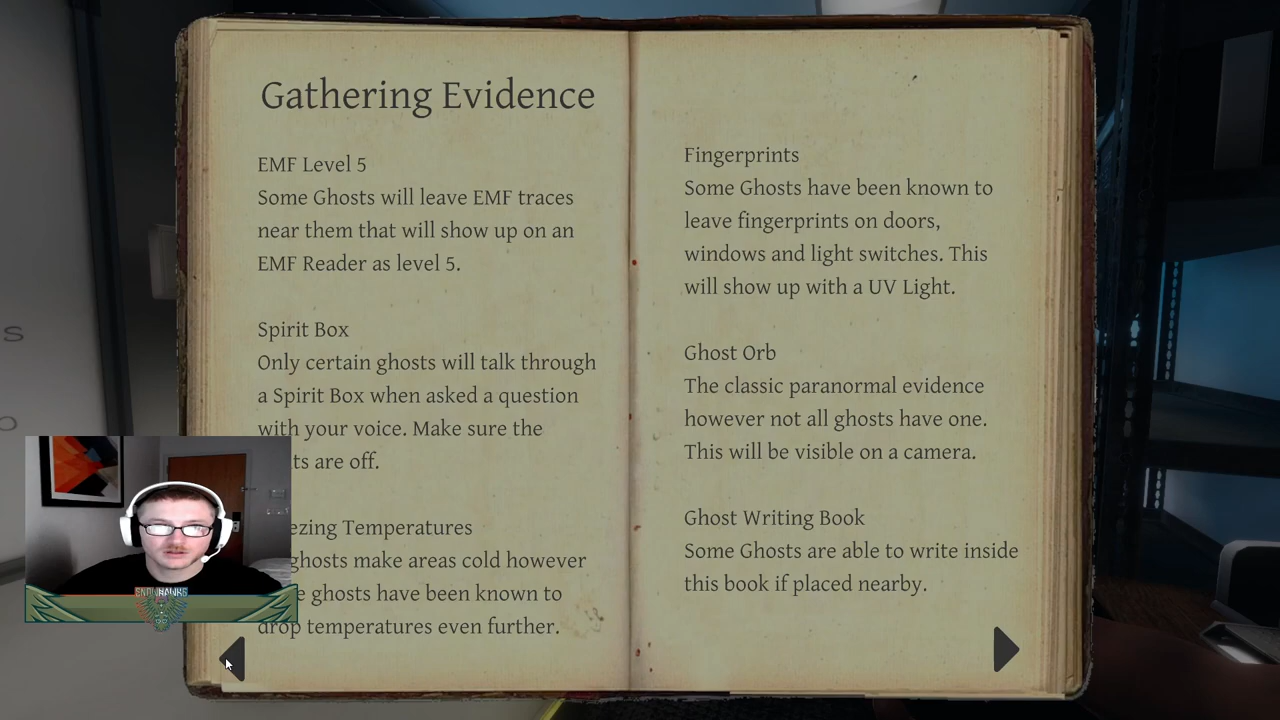 Gathering Evidence
EMF Level 5
Some Ghosts will leave EMF traces
near them that will show up on an
EMF Reader as level 5.
Spirit Box
Only certain ghosts will talk through
a Spirit Box when asked a question
with your voice. Make sure the
ts are off.
ezing Temperatures
ghosts make areas cold however
e ghosts have been known to
drop temperatures even further.
Fingerprints
Some Ghosts have been known to
leave fingerprints on doors,
windows and light switches. This
will show up with a UV Light.
Ghost Orb
The classic paranormal evidence
however not all ghosts have one.
This will be visible on a camera.
Ghost Writing Book
Some Ghosts are able to write inside
this book if placed nearby.
SNOWHAWKS